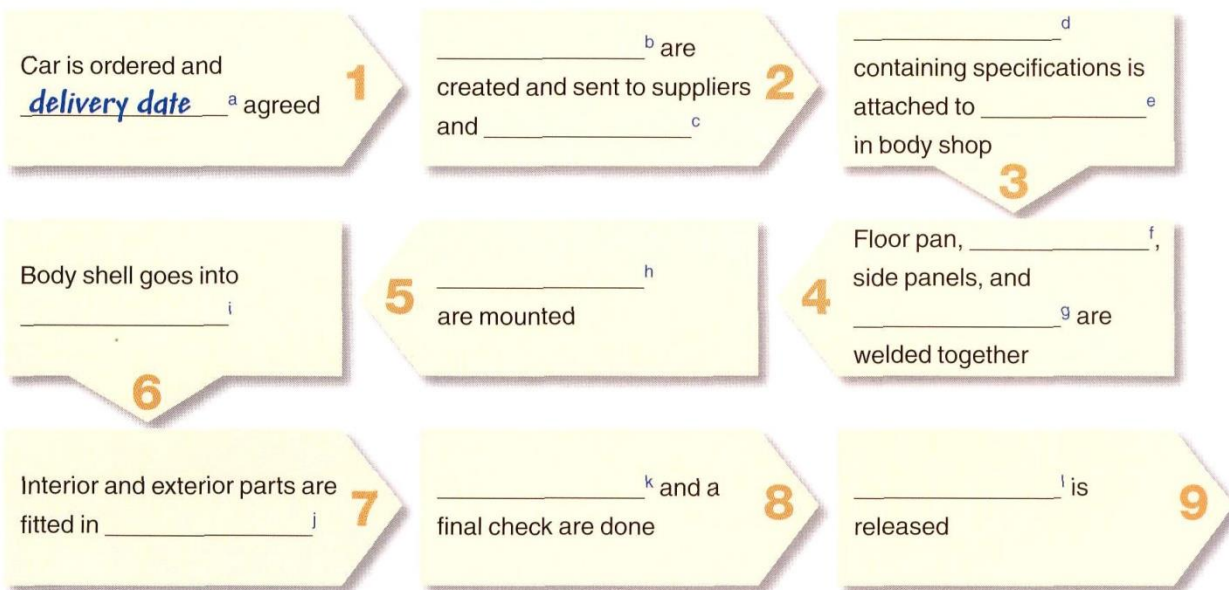 Car is ordered and
delivery date a agreed
1
b are
created and sent to suppliers
and c
2
d
containing specifications is
attached to e
in body shop
3
Floor pan, f,
side panels, and
g are
welded together
4
h
are mounted
5
Body shell goes into
i
6
Interior and exterior parts are
fitted in j
7
k and a
final check are done
8
l is
released
9